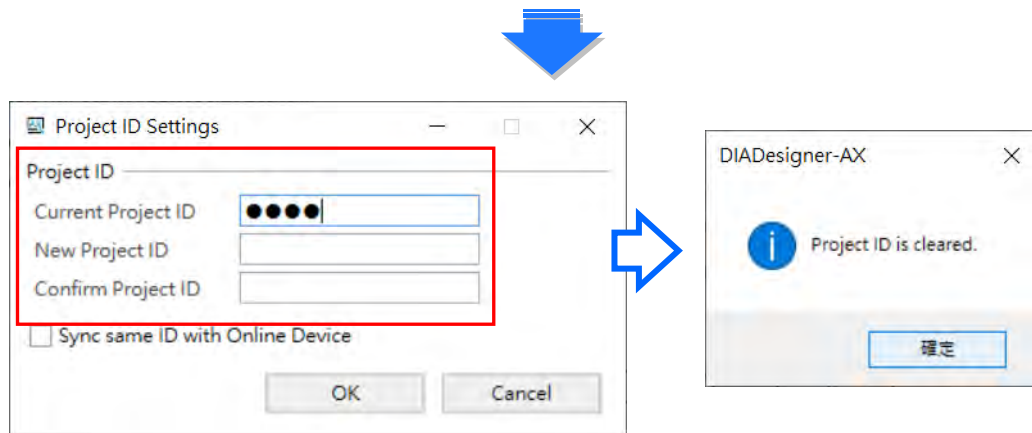 Project ID Settings
Project ID
Current Project ID ●●●●
New Project ID
Confirm Project ID
Sync same ID with Online Device
OK Cancel
DIADesigner-AX
Project ID is cleared.
確定